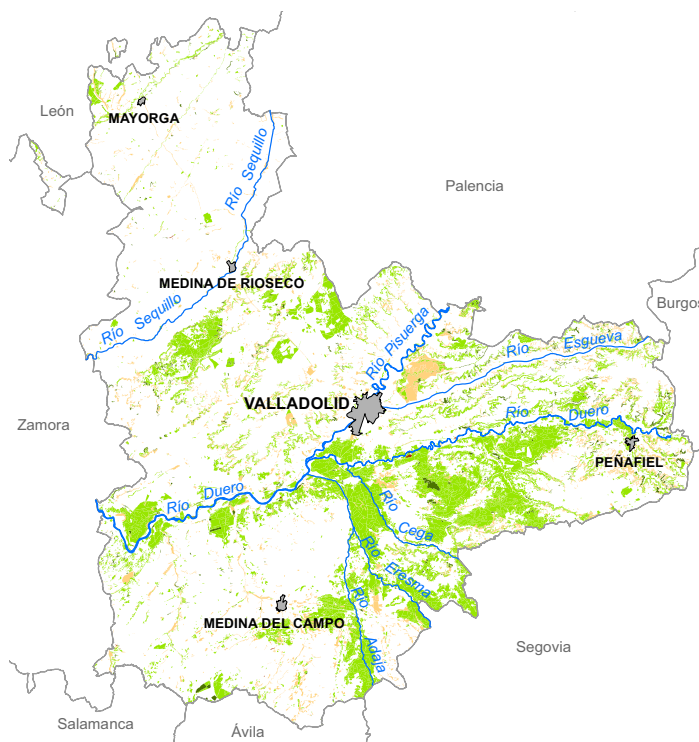 León
MAYORGA
Río Sequillo
Palencia
MEDINA DE RIOSECO
Burgos
Río Sequillo
Río Pisuerga
Río Esgueva
VALLADOLID
Río Duero
Zamora
PEÑAFIEL
Río Duero
Río Cega
Río Eresma
Río Adaja
MEDINA DEL CAMPO
Segovia
Salamanca
Ávila